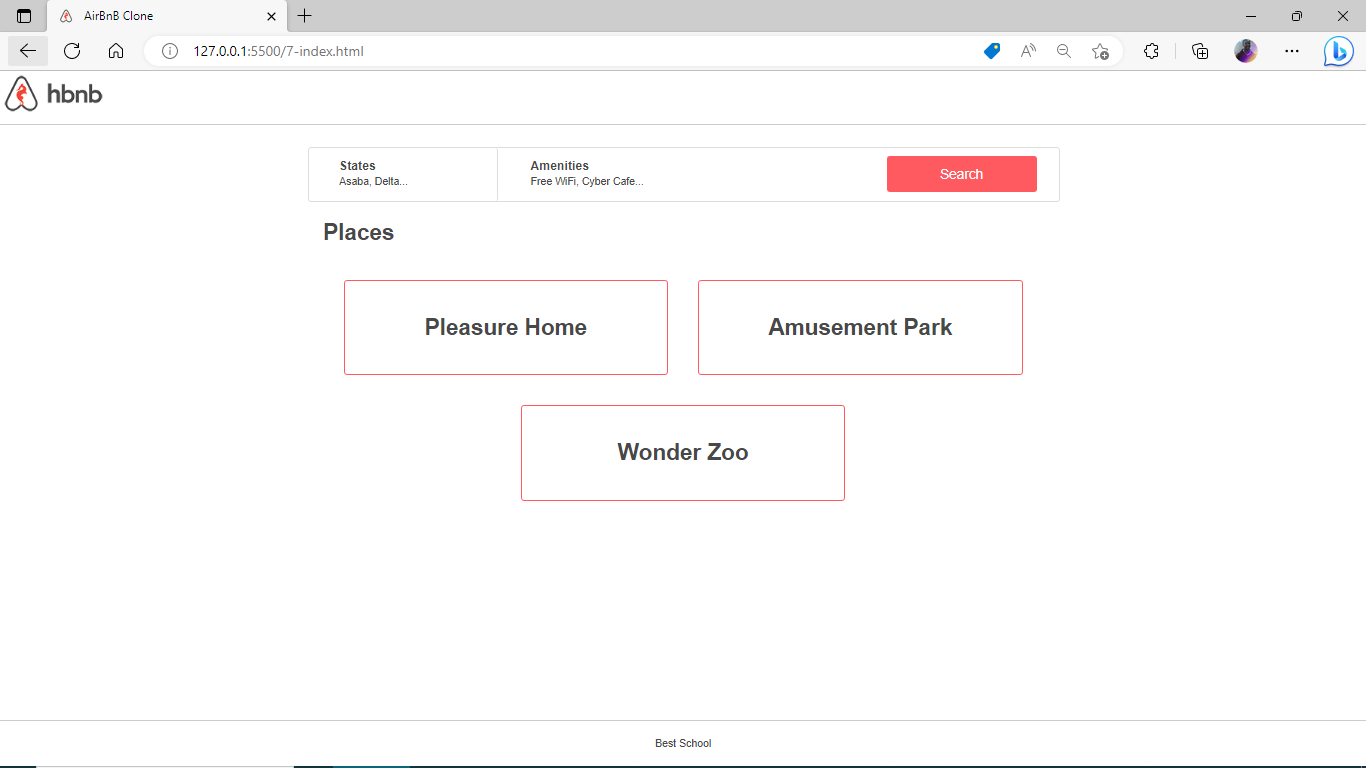 AirBnB Clone
127.0.0.1:5500/7-index.html
hbnb
States
Asaba, Delta...
Amenities
Free WiFi, Cyber Cafe...
Search
Places
Pleasure Home
Amusement Park
Wonder Zoo
Best School